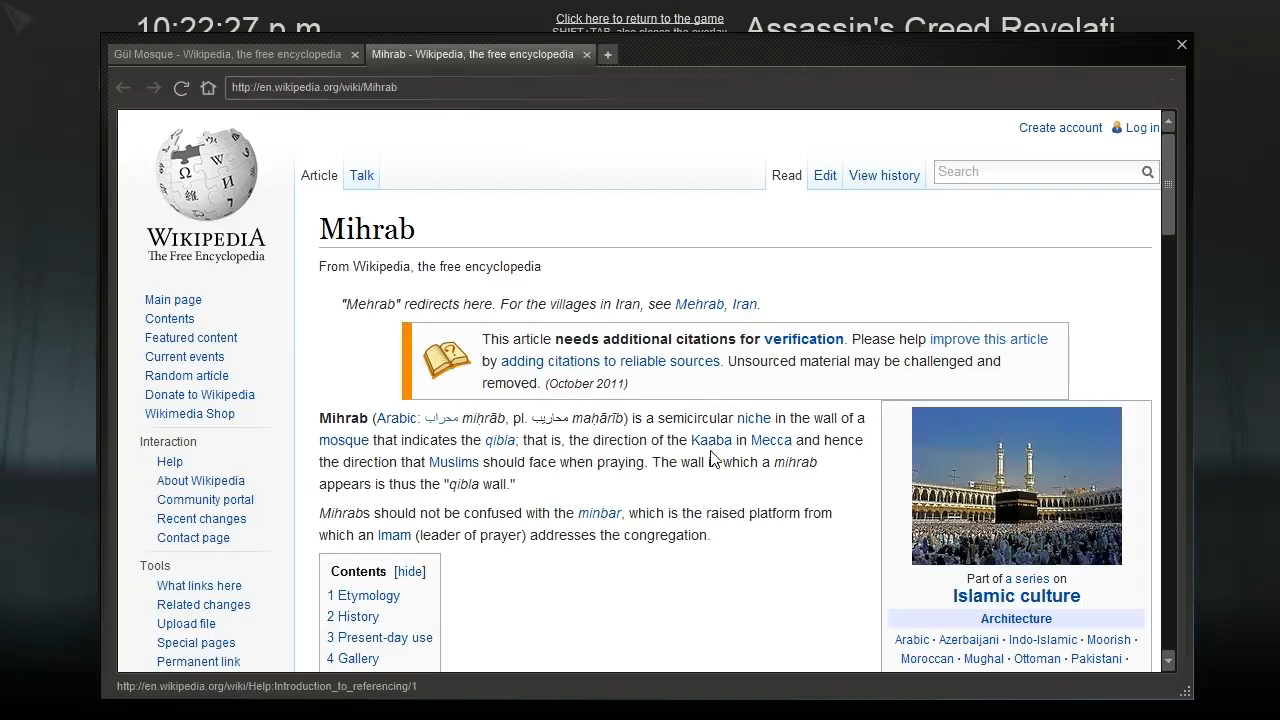 10:22:27 p.m
Click here to return to the game
SHIFT+TAB also closes the overlay
Assassin's Creed Revelati
Gül Mosque - Wikipedia, the free encyclopedia
Mihrab - Wikipedia, the free encyclopedia
http://en.wikipedia.org/wiki/Mihrab
Create account Log in
WIKIPEDIA
The Free Encyclopedia
Article Talk Read Edit View history Search
Mihrab
From Wikipedia, the free encyclopedia
"Mehrab" redirects here. For the villages in Iran, see Mehrab, Iran.
This article needs additional citations for verification. Please help improve this article
by adding citations to reliable sources. Unsourced material may be challenged and
removed. (October 2011)
Mihrab (Arabic: محراب miḥrāb, pl. محاريب maḥārīb) is a semicircular niche in the wall of a
mosque that indicates the qibla; that is, the direction of the Kaaba in Mecca and hence
the direction that Muslims should face when praying. The wall in which a mihrab
appears is thus the "qibla wall."
Mihrabs should not be confused with the minbar, which is the raised platform from
which an Imam (leader of prayer) addresses the congregation.
Contents [hide]
1 Etymology
2 History
3 Present-day use
4 Gallery
Part of a series on
Islamic culture
Architecture
Arabic · Azerbaijani · Indo-Islamic · Moorish ·
Moroccan · Mughal · Ottoman · Pakistani ·
Main page
Contents
Featured content
Current events
Random article
Donate to Wikipedia
Wikimedia Shop
Interaction
Help
About Wikipedia
Community portal
Recent changes
Contact page
Tools
What links here
Related changes
Upload file
Special pages
Permanent link
http://en.wikipedia.org/wiki/Help:Introduction_to_referencing/1